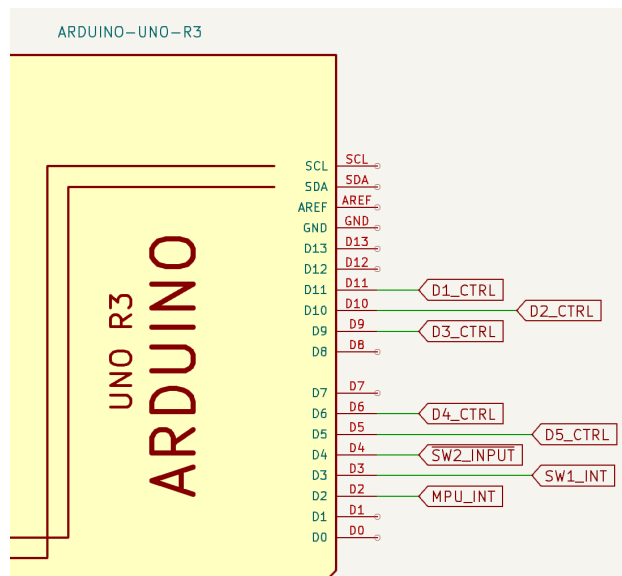 ARDUINO-UNO-R3
SCL SCL
SDA SDA
AREF AREF
GND GND
D13 D13
D12 D12
D11 D11 D1_CTRL
D10 D10 D2_CTRL
D9 D9 D3_CTRL
D8 D8
D7 D7
D6 D6 D4_CTRL
D5 D5 D5_CTRL
D4 D4 SW2_INPUT
D3 D3 SW1_INT
D2 D2 MPU_INT
D1 D1
D0 D0
UNO R3
ARDUINO